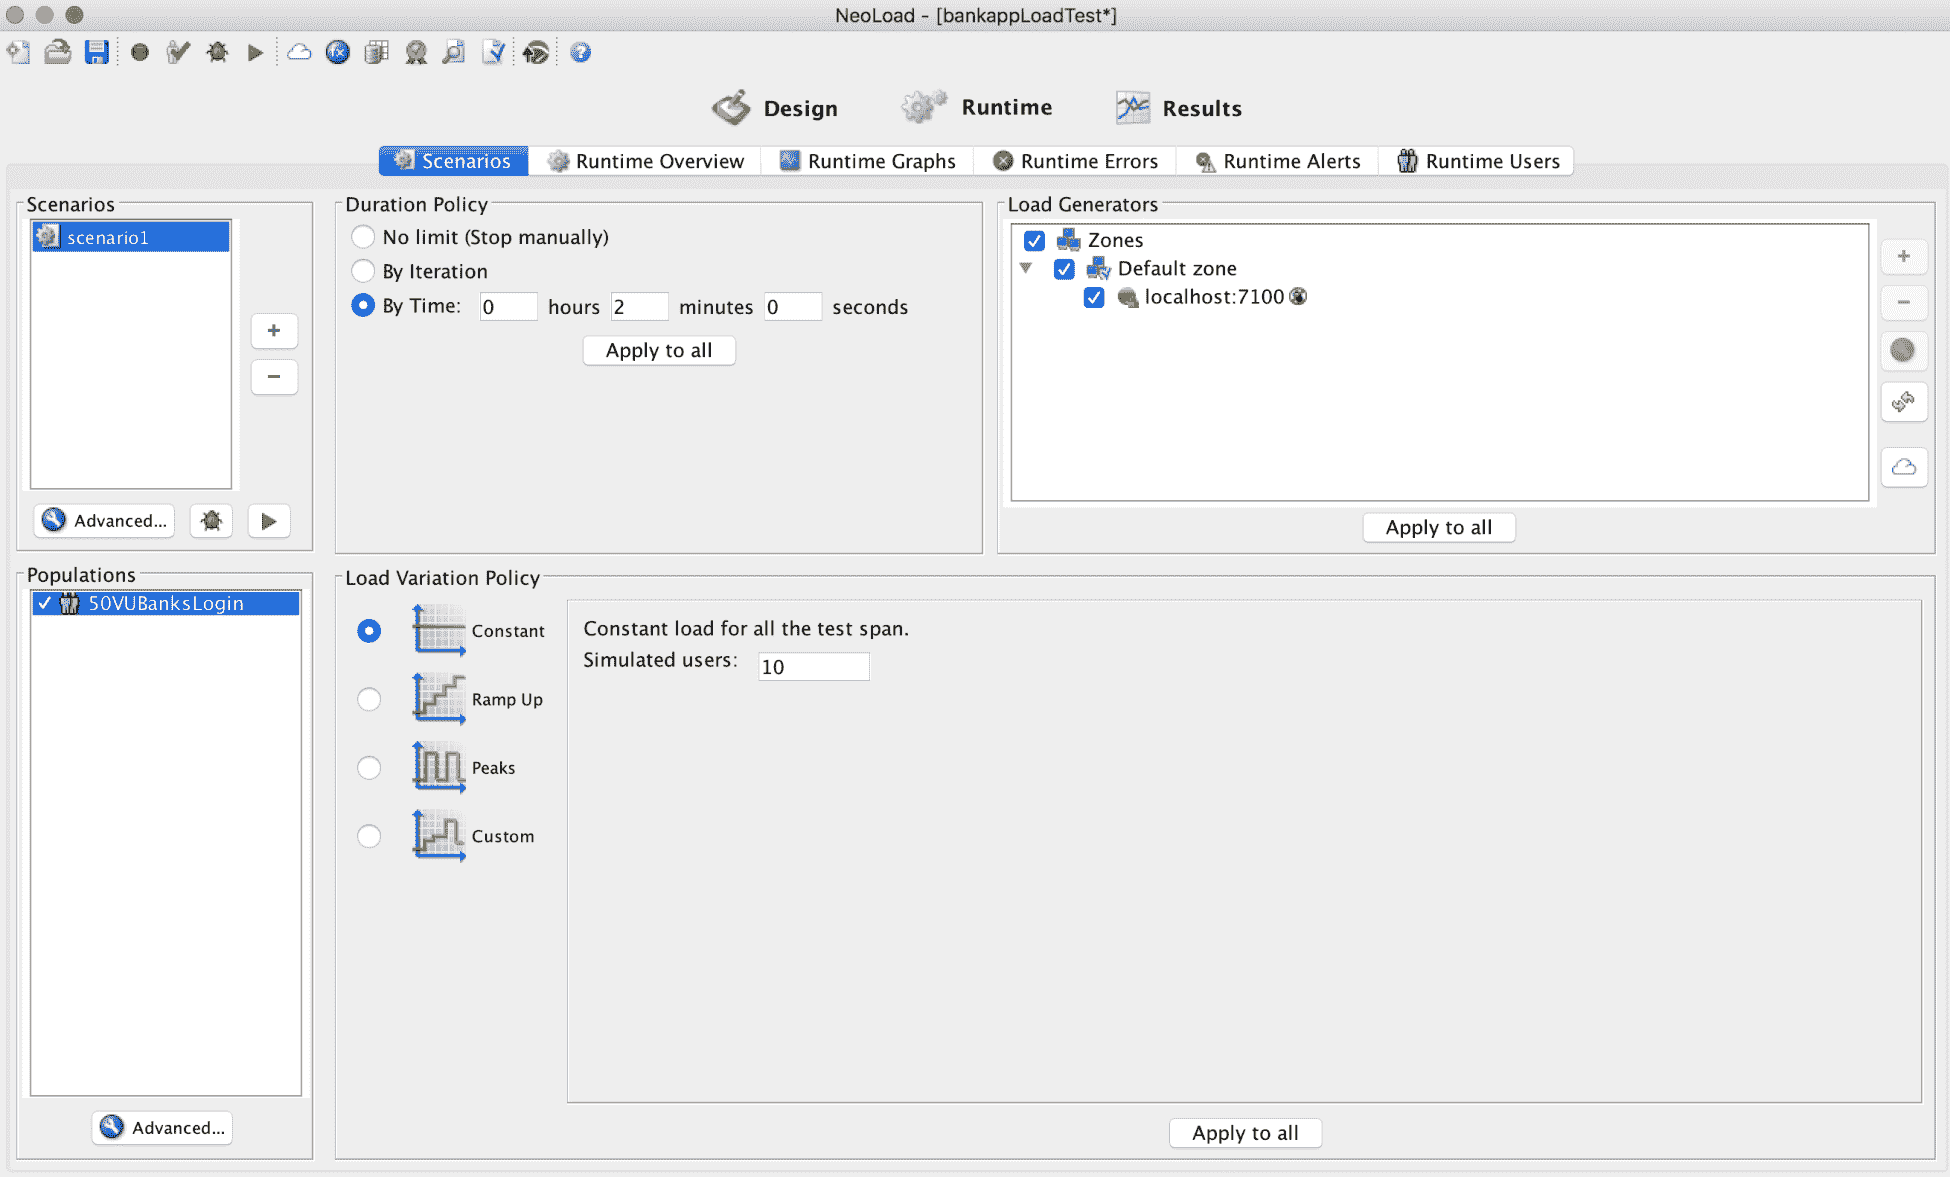 NeoLoad - [bankappLoadTest*]
Design Runtime Results
Scenarios Runtime Overview Runtime Graphs Runtime Errors Runtime Alerts Runtime Users
Scenarios
scenario1
+
−
Advanced...
Duration Policy
No limit (Stop manually)
By Iteration
By Time: 0 hours 2 minutes 0 seconds
Apply to all
Load Generators
Zones
Default zone
localhost:7100
+
−
Apply to all
Populations
50VUBanksLogin
Advanced...
Load Variation Policy
Constant
Ramp Up
Peaks
Custom
Constant load for all the test span.
Simulated users: 10
Apply to all